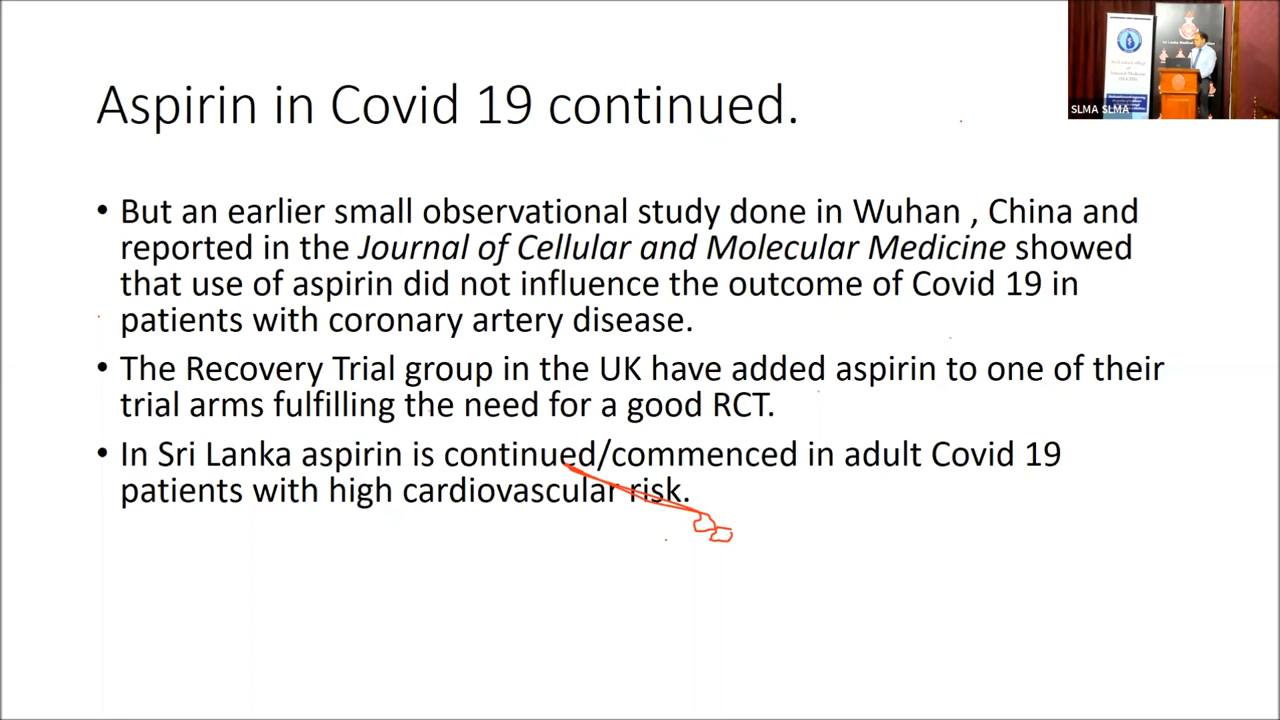 Aspirin in Covid 19 continued.
• But an earlier small observational study done in Wuhan , China and
reported in the Journal of Cellular and Molecular Medicine showed
that use of aspirin did not influence the outcome of Covid 19 in
patients with coronary artery disease.
• The Recovery Trial group in the UK have added aspirin to one of their
trial arms fulfilling the need for a good RCT.
• In Sri Lanka aspirin is continued/commenced in adult Covid 19
patients with high cardiovascular risk.
SLMA SLMA